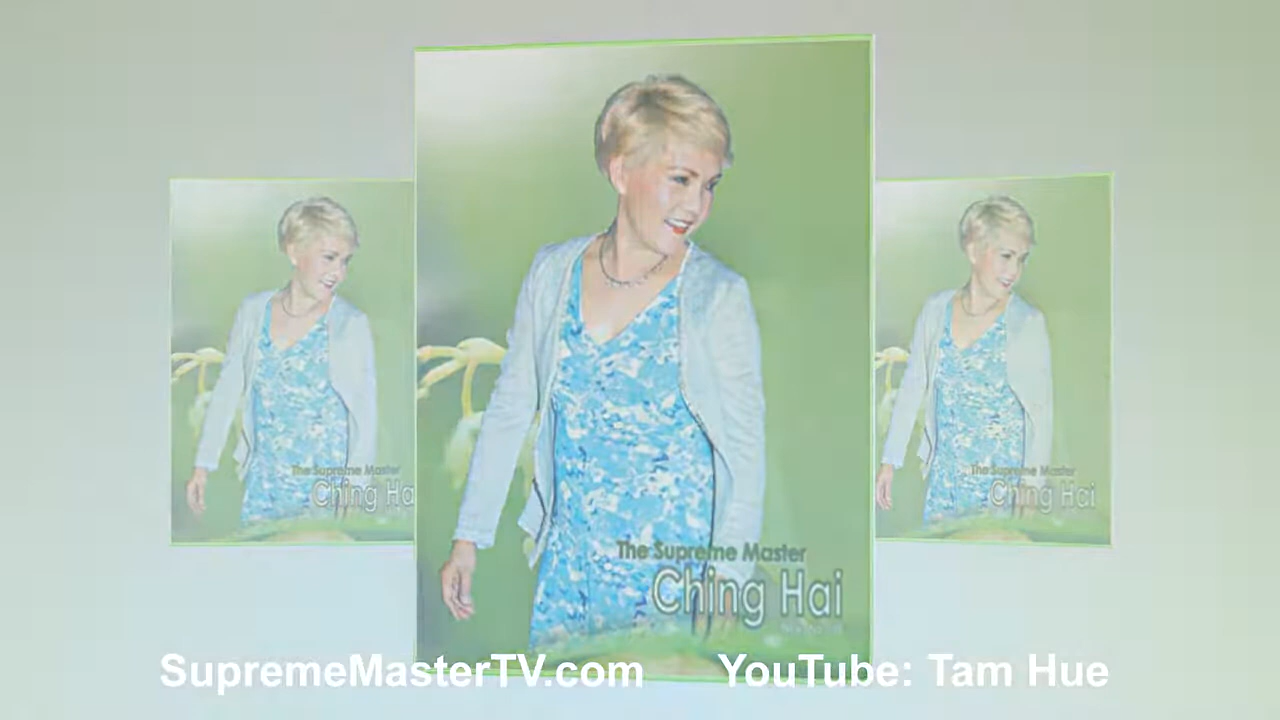 The Supreme Master
Ching Ha
The Supreme Master
Ching Hai
The Supreme Master
Ching Hai
SupremeMasterTV.com YouTube: Tam Hue